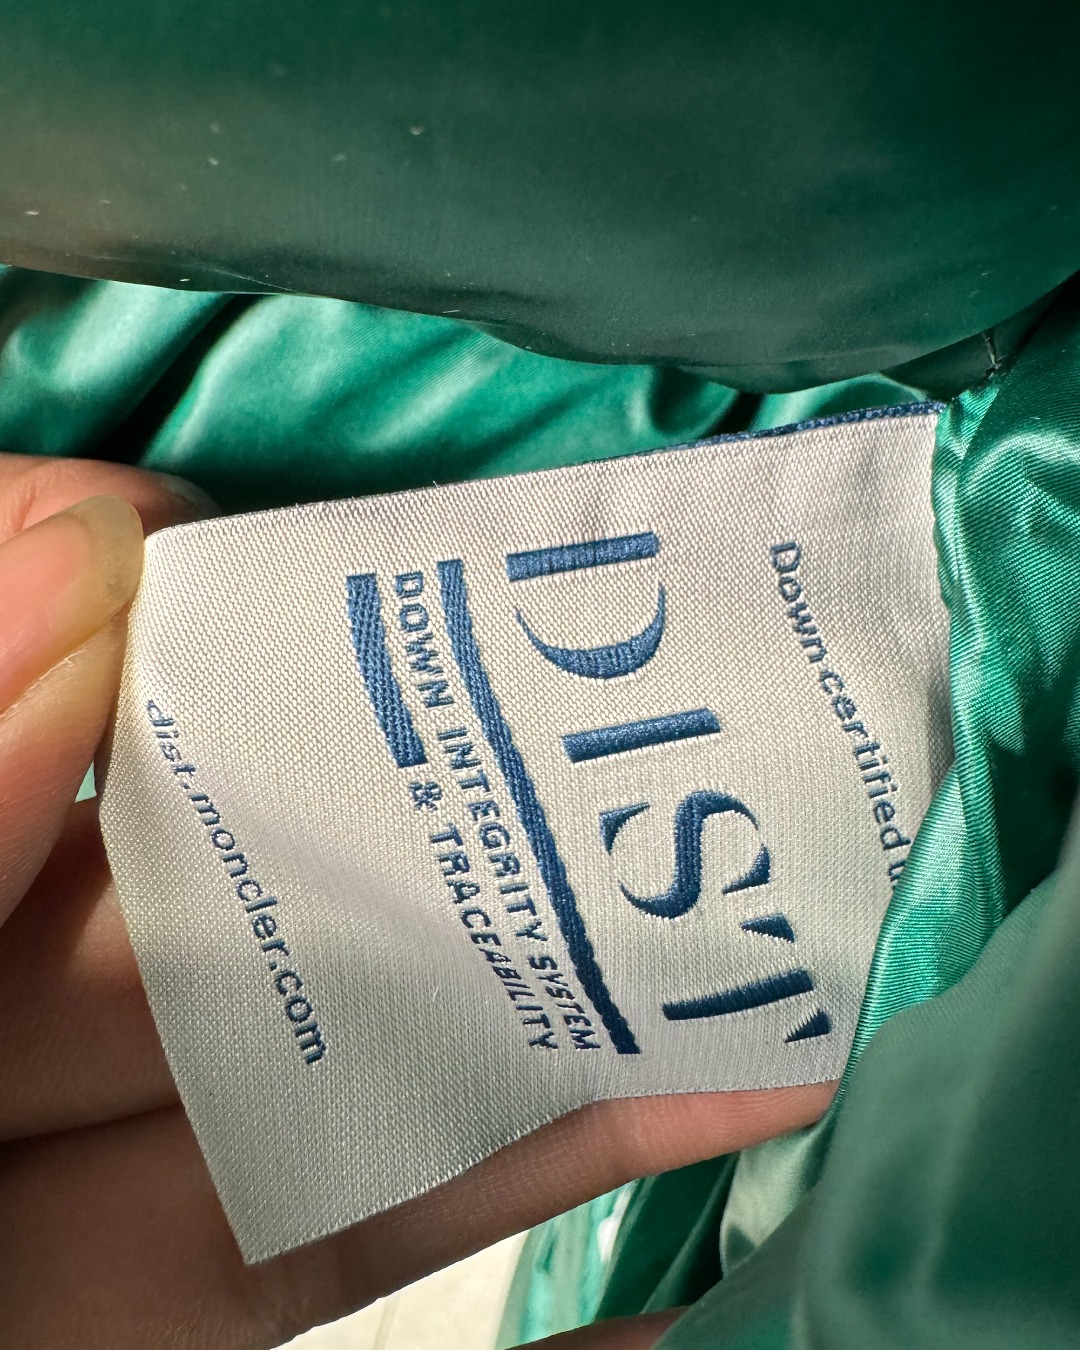 Down certified
DIST
DOWN INTEGRITY SYSTEM
& TRACEABILITY
dist.moncler.com